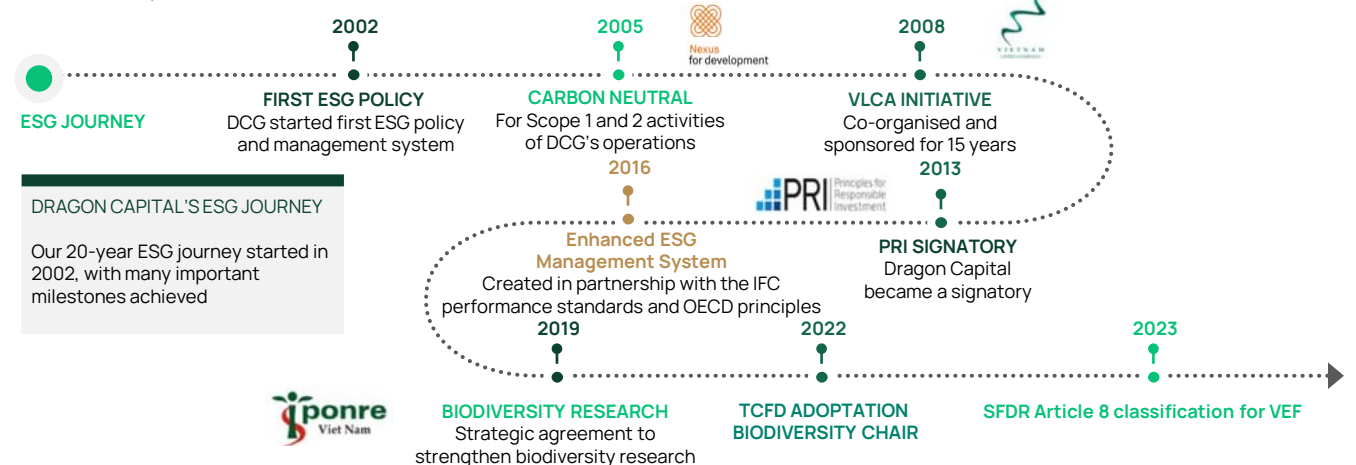 2002
2005
2008
Nexus
for development
VIETNAM
ESG JOURNEY
FIRST ESG POLICY
DCG started first ESG policy
and management system
CARBON NEUTRAL
For Scope 1 and 2 activities
of DCG's operations
VLCA INITIATIVE
Co-organised and
sponsored for 15 years
DRAGON CAPITAL'S ESG JOURNEY
Our 20-year ESG journey started in
2002, with many important
milestones achieved
2016
Enhanced ESG
Management System
Created in partnership with the IFC
performance standards and OECD principles
PRI
Principles for
Responsible
Investment
2013
PRI SIGNATORY
Dragon Capital
became a signatory
2019
2022
2023
iponre
Viet Nam
BIODIVERSITY RESEARCH
Strategic agreement to
strengthen biodiversity research
TCFD ADOPTATION
BIODIVERSITY CHAIR
SFDR Article 8 classification for VEF